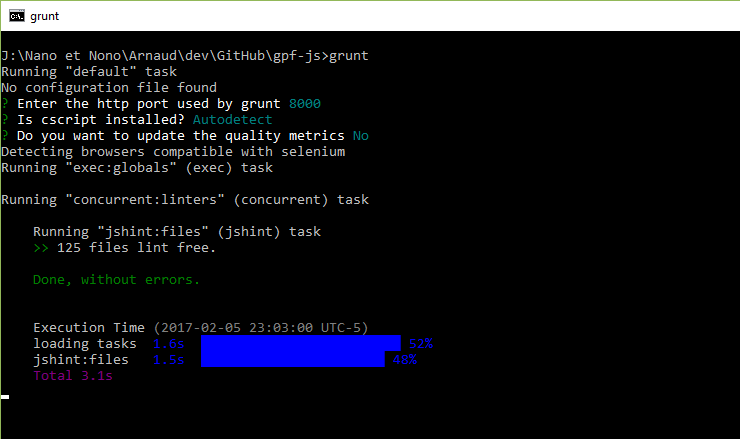 grunt
J:\Nano et Nono\Arnaud\dev\GitHub\gpf-js>grunt
Running "default" task
No configuration file found
? Enter the http port used by grunt 8000
? Is cscript installed? Autodetect
? Do you want to update the quality metrics No
Detecting browsers compatible with selenium
Running "exec:globals" (exec) task
Running "concurrent:linters" (concurrent) task
Running "jshint:files" (jshint) task
>> 125 files lint free.
Done, without errors.
Execution Time (2017-02-05 23:03:00 UTC-5)
loading tasks 1.6s 52%
jshint:files 1.5s 48%
Total 3.1s